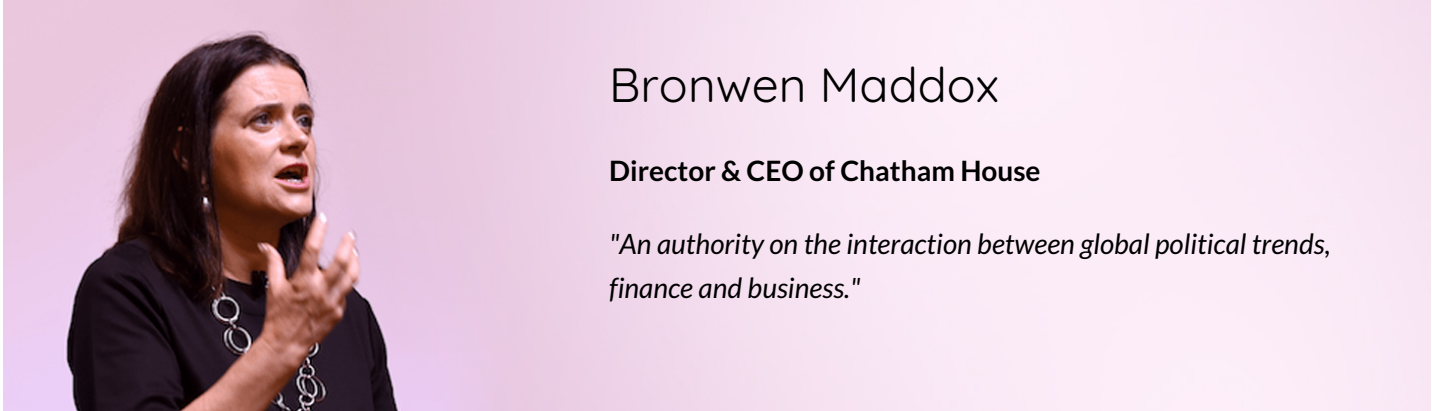 Bronwen Maddox
Director & CEO of Chatham House
"An authority on the interaction between global political trends,
finance and business."